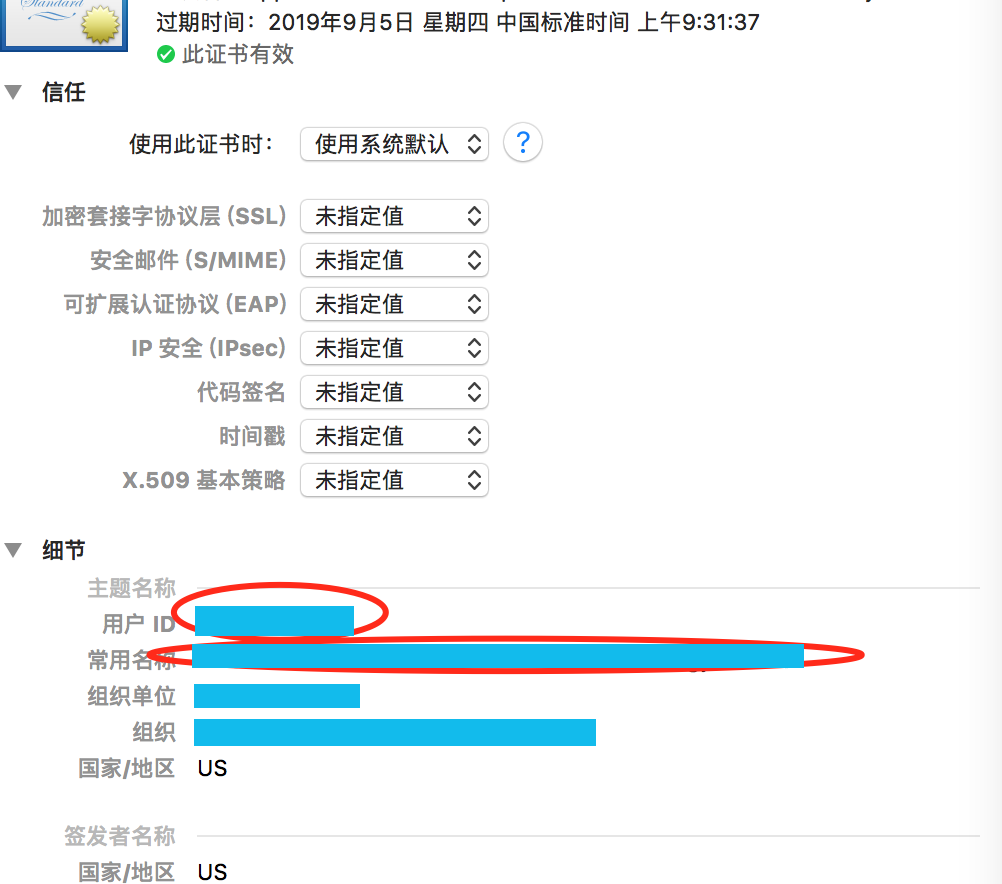 Standard
过期时间：2019年9月5日 星期四 中国标准时间 上午9:31:37
此证书有效
信任
使用此证书时： 使用系统默认 ?
加密套接字协议层 (SSL) 未指定值
安全邮件 (S/MIME) 未指定值
可扩展认证协议 (EAP) 未指定值
IP 安全 (IPsec) 未指定值
代码签名 未指定值
时间戳 未指定值
X.509 基本策略 未指定值
细节
主题名称
用户 ID
常用名称
组织单位
组织
国家/地区 US
签发者名称
国家/地区 US